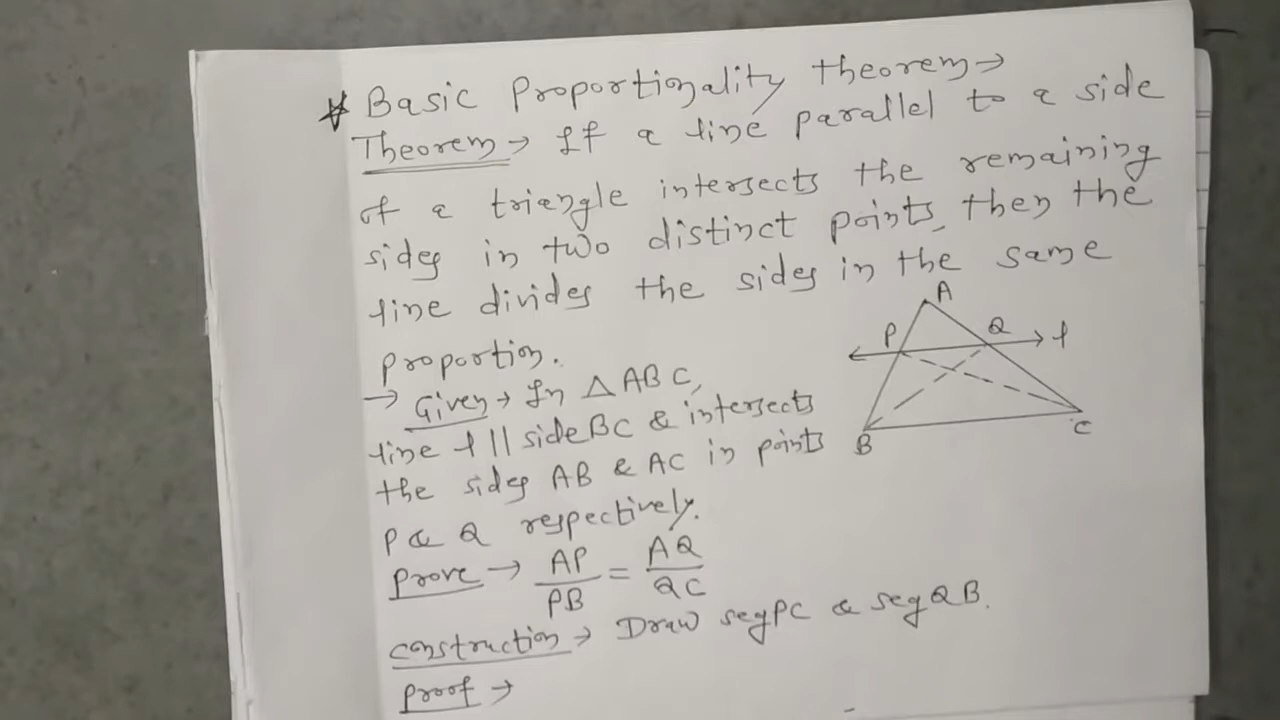 * Basic Proportionality theorem→
Theorem→ If a line parallel to a side
of a triangle intersects the remaining
sides in two distinct points, then the
line divides the sides in the same
proportion.
→ Given→ In △ABC,
line l || side BC & intersects
the sides AB & AC in points
P & Q respectively.
Prove→ AP/PB = AQ/QC
construction→ Draw seg PC & seg QB.
Proof→
A
P
Q
l
B
C